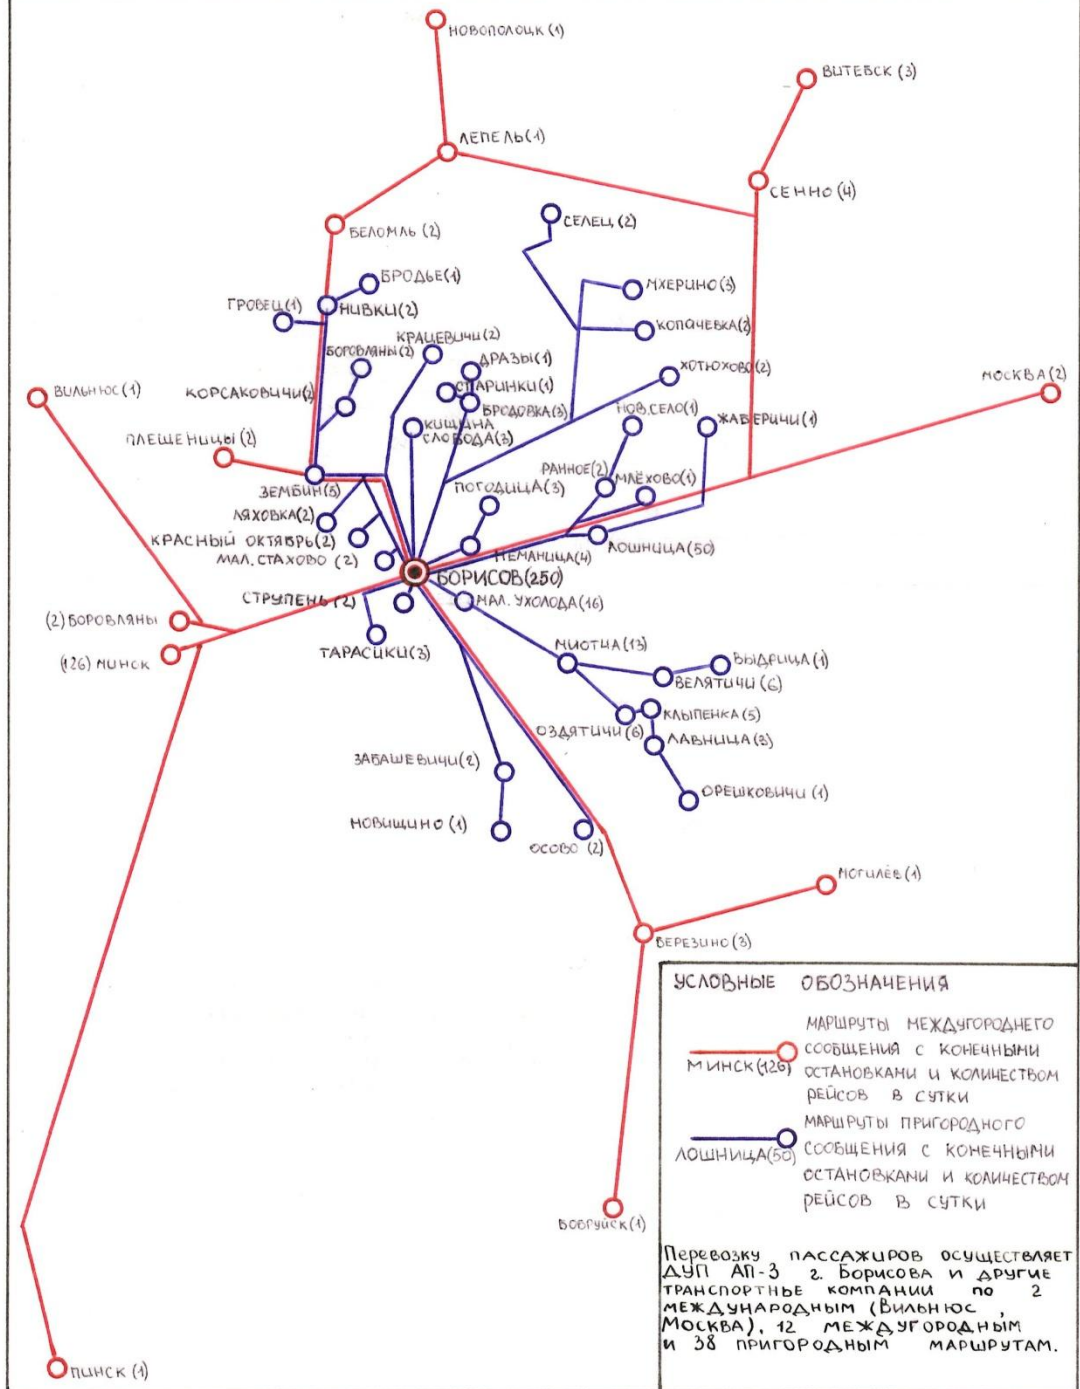 НОВОПОЛОЦК (1)
ВИТЕБСК (3)
ЛЕПЕЛЬ (1)
СЕННО (4)
СЕЛЕЦ (2)
БЕГОМЛЬ (2)
БРОДЬЕ (1)
МХЕРИНО (3)
ГРОВЕЦ (1)
НИВКИ (2)
КОПАЧЕВКА (2)
КРАЦЕВИЧИ (2)
БОРОВЛЯНЫ (2)
ДРАЗЫ (1)
ХОТЮХОВО (2)
МОСКВА (2)
ВИЛЬНЮС (1)
КОРСАКОВИЧИ (2)
СТАРИНКИ (1)
БРОДОВКА (3)
НОВ. СЕЛО (1)
ЖАБЕРИЧИ (1)
КИЩИНА
СЛОБОДА (3)
ПЛЕЩЕНИЦЫ (2)
РАННОЕ (2)
МЛЁХОВО (1)
ЗЕМБИН (5)
ПОГОДИЦА (3)
ЛЯХОВКА (2)
КРАСНЫЙ ОКТЯБРЬ (2)
МАЛ. СТАХОВО (2)
НЕМАНИЦА (4)
ЛОШНИЦА (50)
БОРИСОВ (250)
СТРУПЕНЬ (2)
МАЛ. УХОЛОДА (16)
(2) БОРОВЛЯНЫ
ТАРАСИКИ (3)
МИОТЧА (13)
(126) МИНСК
ВЫДРИЦА (1)
ВЕЛЯТИЧИ (6)
КЛЫПЕНКА (5)
ОЗДЯТИЧИ (6)
ЛАВНИЦА (3)
ЗАБАШЕВИЧИ (2)
ОРЕШКОВИЧИ (1)
НОВИЩИНО (1)
ОСОВО (2)
МОГИЛЁВ (1)
БЕРЕЗИНО (3)
БОБРУЙСК (1)
ПИНСК (1)
УСЛОВНЫЕ ОБОЗНАЧЕНИЯ
МАРШРУТЫ МЕЖДУГОРОДНЕГО
СООБЩЕНИЯ С КОНЕЧНЫМИ
МИНСК (126)
ОСТАНОВКАМИ И КОЛИЧЕСТВОМ
РЕЙСОВ В СУТКИ
МАРШРУТЫ ПРИГОРОДНОГО
СООБЩЕНИЯ С КОНЕЧНЫМИ
ЛОШНИЦА (50)
ОСТАНОВКАМИ И КОЛИЧЕСТВОМ
РЕЙСОВ В СУТКИ
Перевозку пассажиров осуществляет
ДУП АП-3 г. Борисова и другие
транспортные компании по 2
международным (Вильнюс,
Москва), 12 междугородным
и 38 пригородным маршрутам.